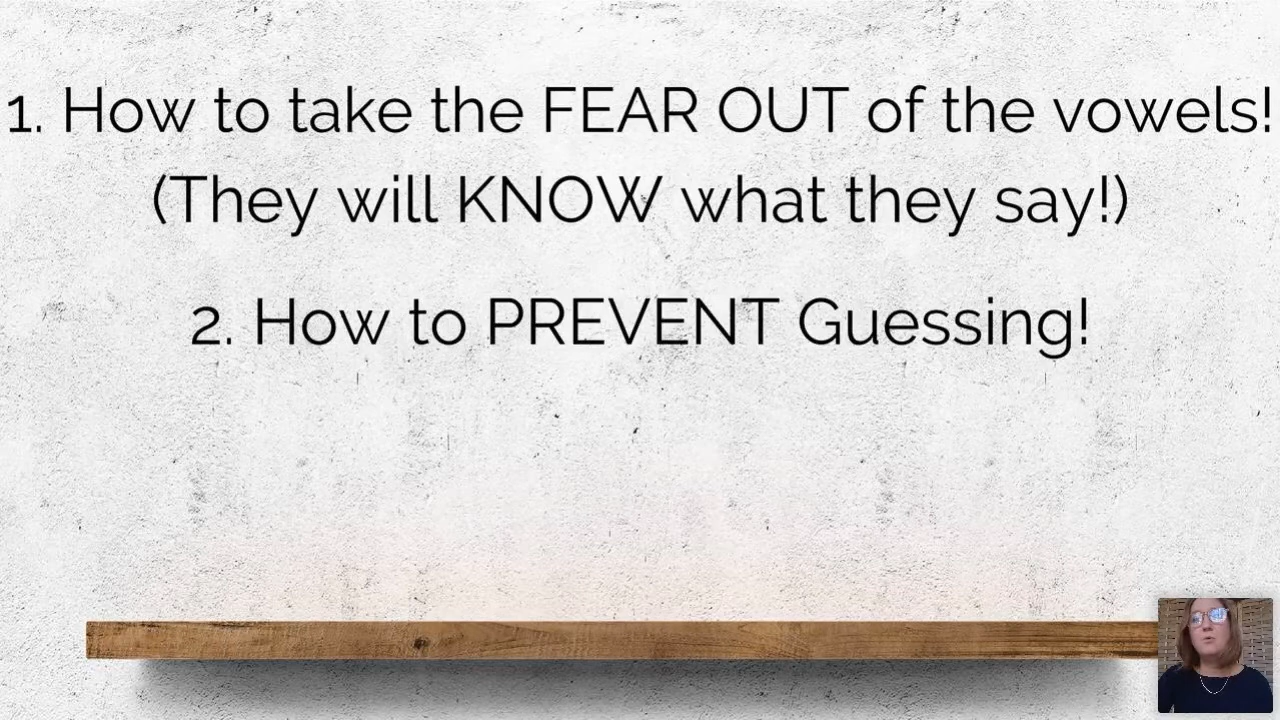 1. How to take the FEAR OUT of the vowels!
(They will KNOW what they say!)
2. How to PREVENT Guessing!